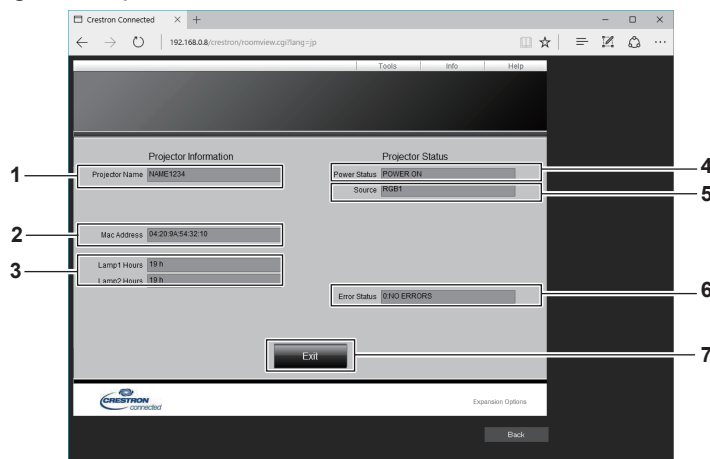 Crestron Connected
192.168.0.8/crestron/roomview.cgi?lang=jp
Tools Info Help
Projector Information
Projector Status
1
Projector Name NAME1234
Power Status POWER ON
4
Source RGB1
5
2
Mac Address 04:20:9A:54:32:10
3
Lamp1 Hours 19 h
Lamp2 Hours 19 h
Error Status 0:NO ERRORS
6
Exit
7
CRESTRON
connected
Expansion Options
Back